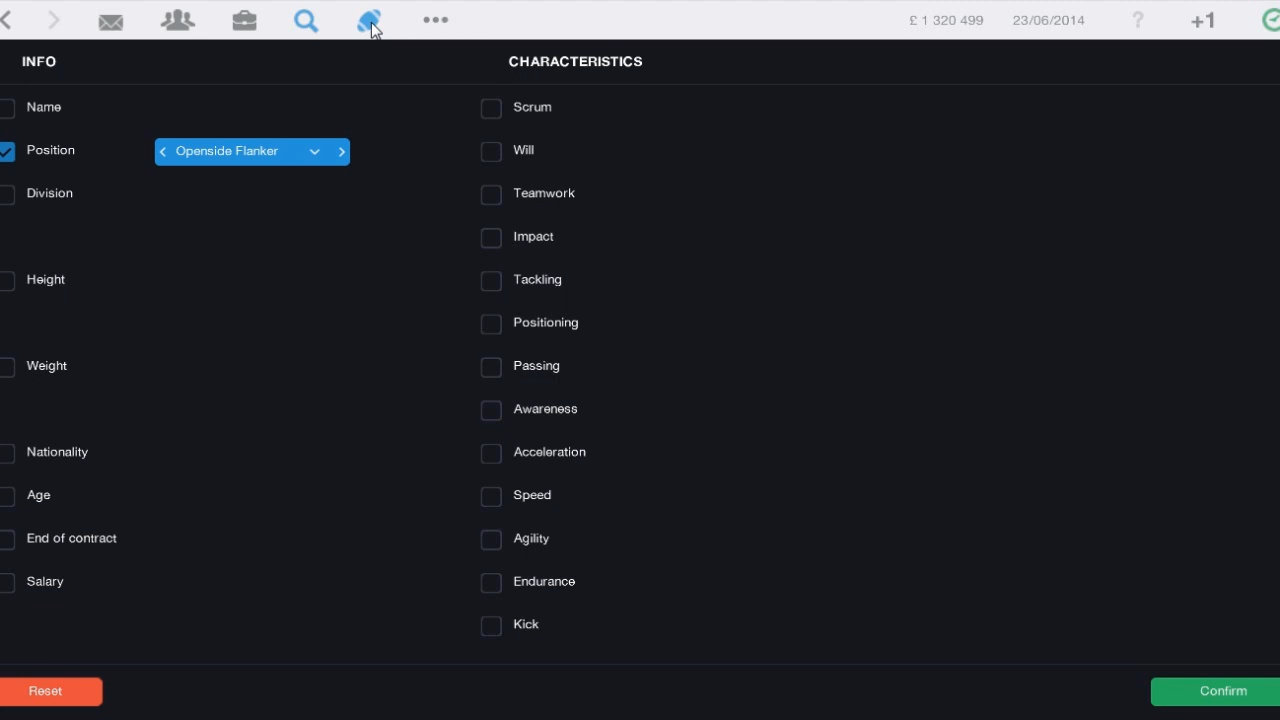 £ 1 320 499 23/06/2014 ? +1
INFO CHARACTERISTICS
Name Scrum
Position Openside Flanker Will
Division Teamwork
Impact
Height Tackling
Positioning
Weight Passing
Awareness
Nationality Acceleration
Age Speed
End of contract Agility
Salary Endurance
Kick
Reset Confirm